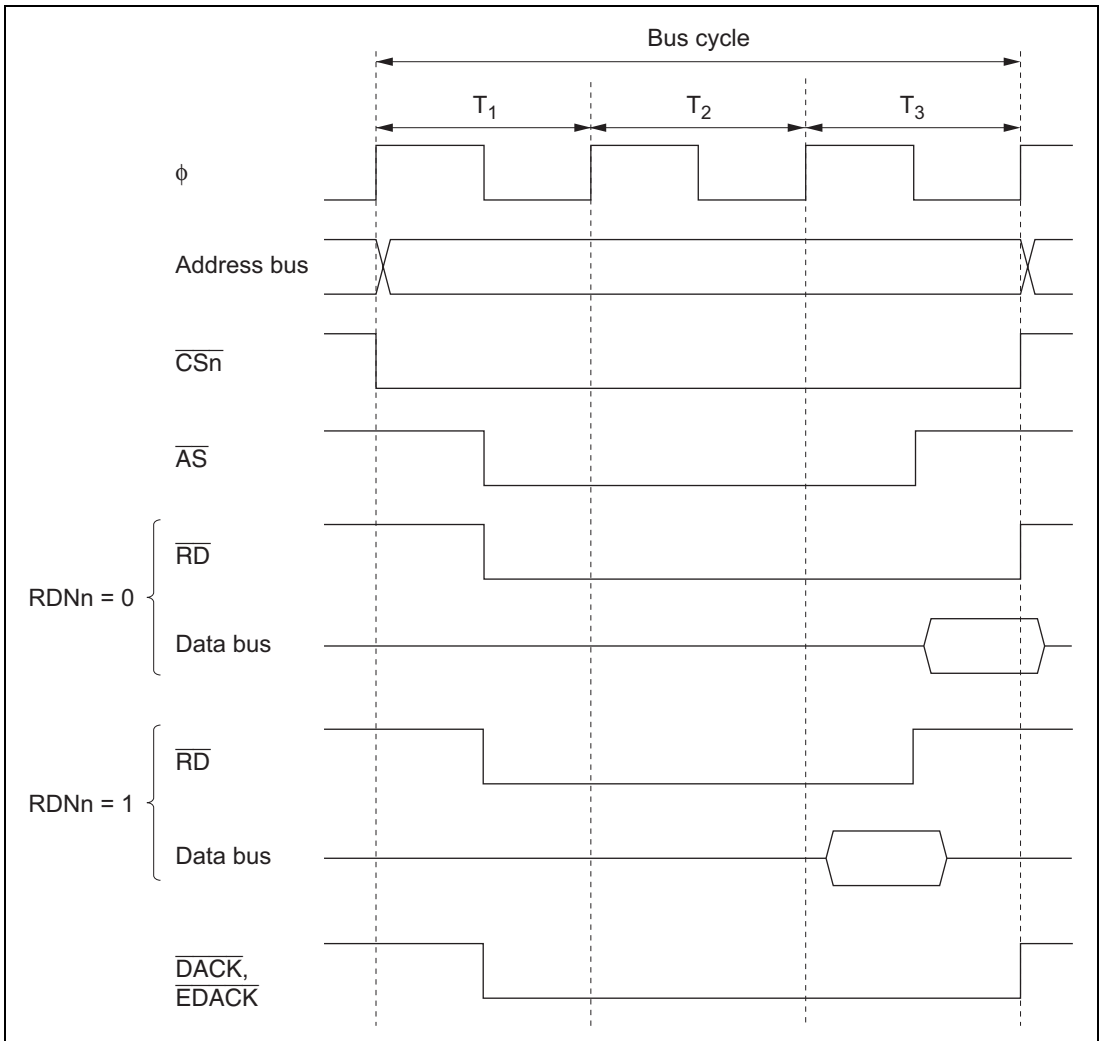 Bus cycle
T1 T2 T3
ϕ
Address bus
CSn
AS
RDNn = 0
RD
Data bus
RDNn = 1
RD
Data bus
DACK,
EDACK